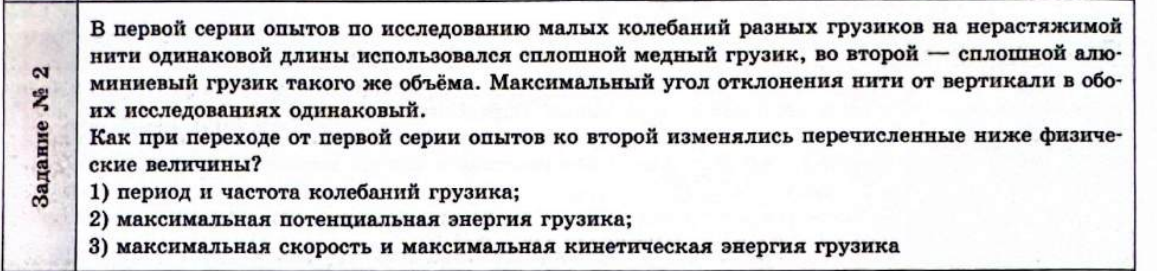 Задание № 2
В первой серии опытов по исследованию малых колебаний разных грузиков на нерастяжимой
нити одинаковой длины использовался сплошной медный грузик, во второй — сплошной алю-
миниевый грузик такого же объёма. Максимальный угол отклонения нити от вертикали в обо-
их исследованиях одинаковый.
Как при переходе от первой серии опытов ко второй изменялись перечисленные ниже физиче-
ские величины?
1) период и частота колебаний грузика;
2) максимальная потенциальная энергия грузика;
3) максимальная скорость и максимальная кинетическая энергия грузика